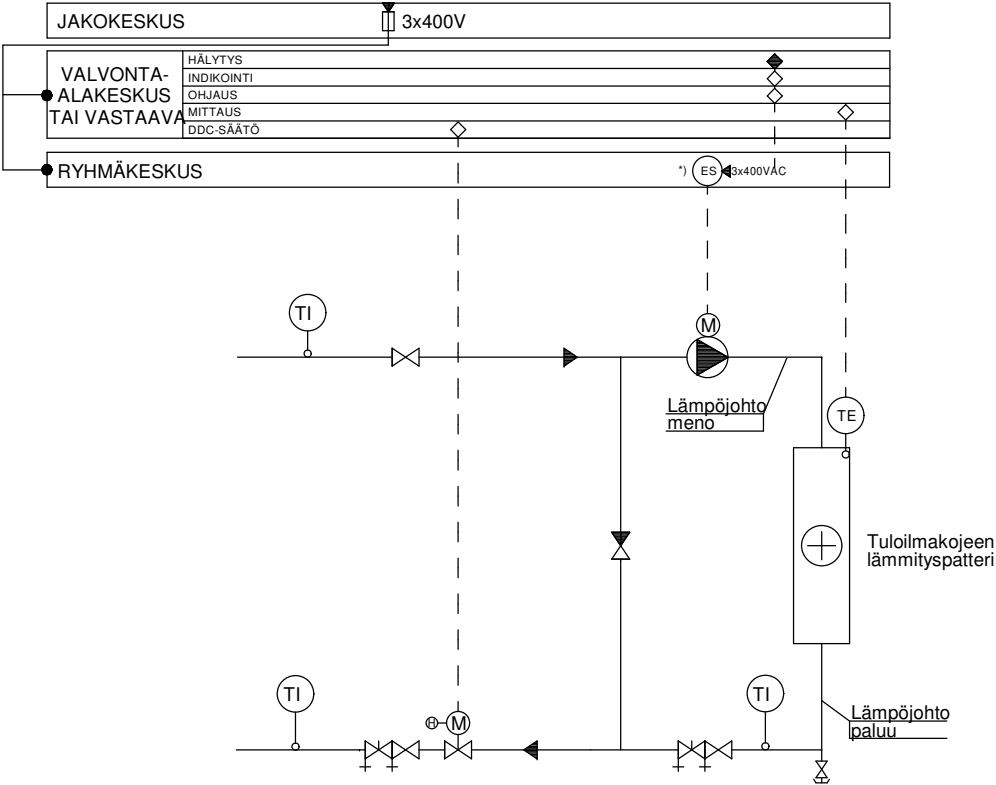 JAKOKESKUS
3x400V
VALVONTA-
ALAKESKUS
TAI VASTAAVA
HÄLYTYS
INDIKOINTI
OHJAUS
MITTAUS
DDC-SÄÄTÖ
RYHMÄKESKUS
*) ES 3x400VAC
TI
M
Lämpöjohto
meno
TE
Tuloilmakojeen
lämmityspatteri
TI
H M
TI
Lämpöjohto
paluu